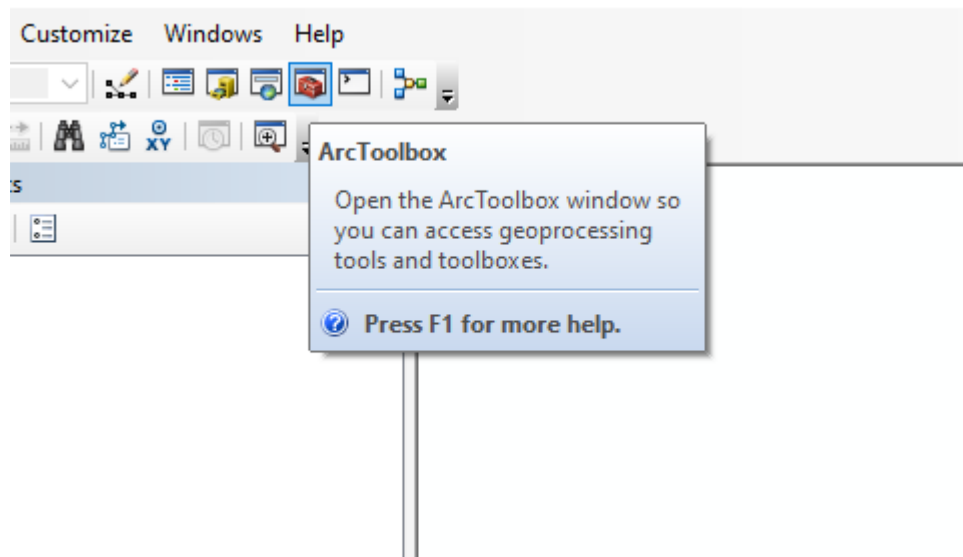 Customize Windows Help
XY
ArcToolbox
s
Open the ArcToolbox window so
you can access geoprocessing
tools and toolboxes.
Press F1 for more help.